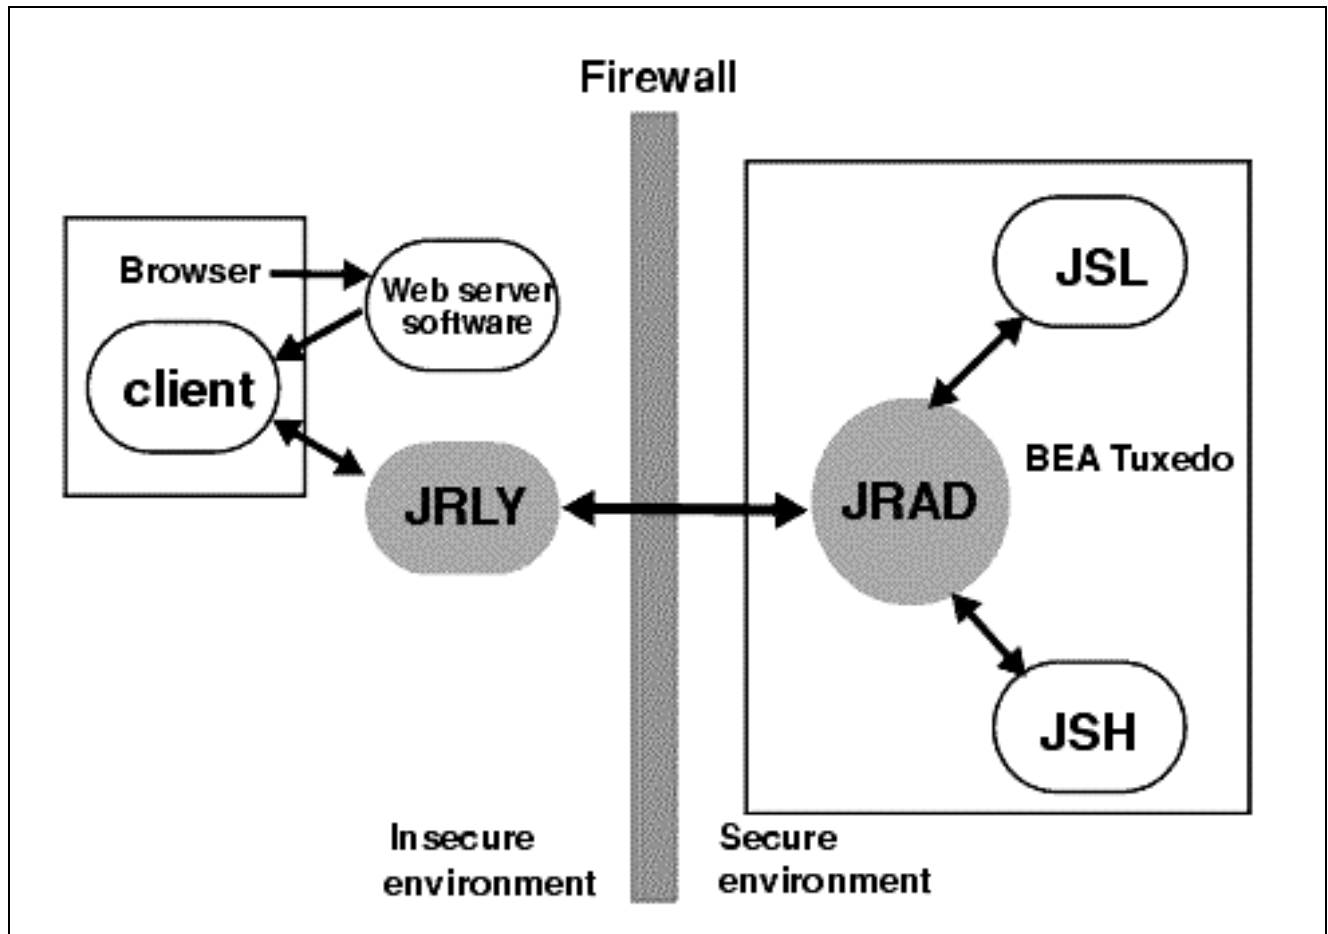 Firewall
Browser
Web server
software
client
JRLY
JSL
BEA Tuxedo
JRAD
JSH
Insecure
environment
Secure
environment